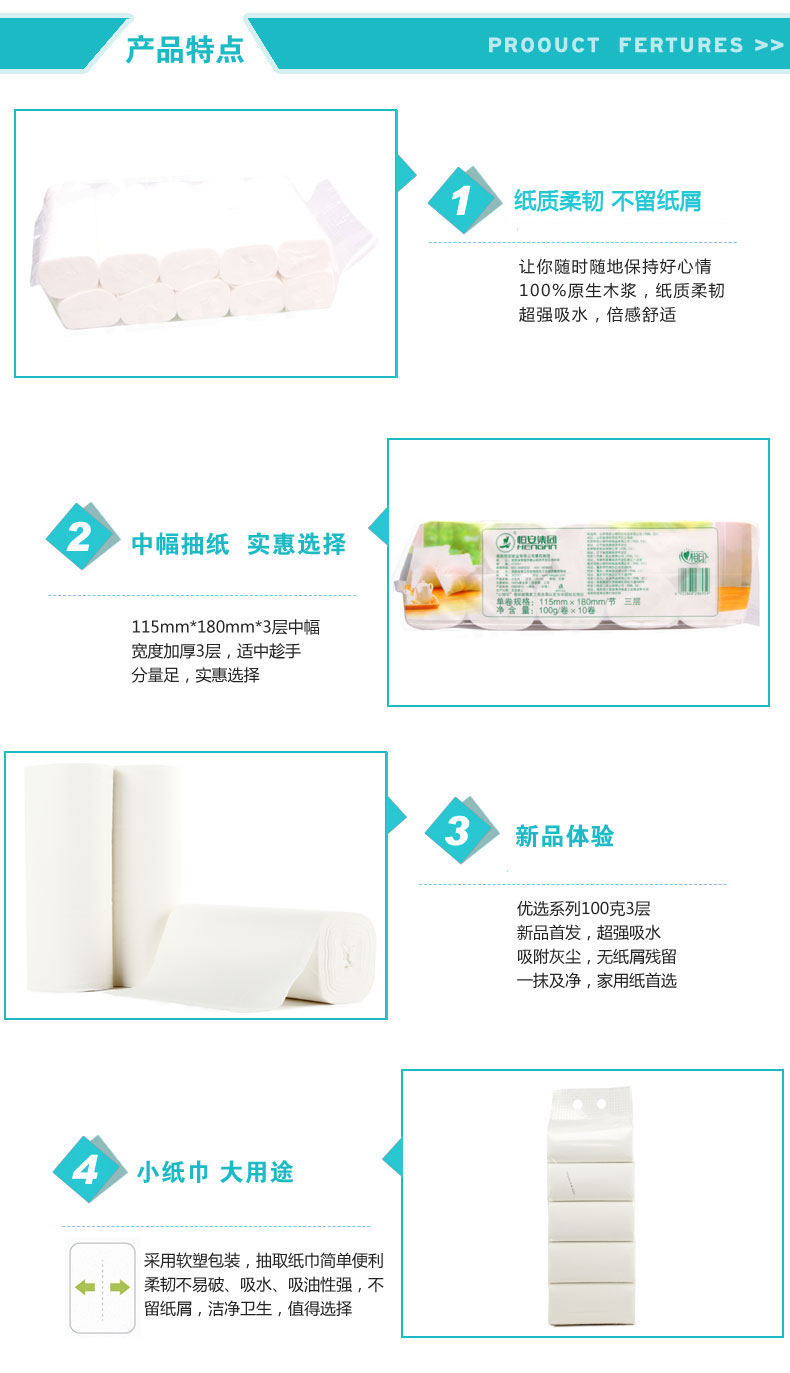 产品特点
PROOUCT FERTURES >>
1
纸质柔韧 不留纸屑
让你随时随地保持好心情
100%原生木浆，纸质柔韧
超强吸水，倍感舒适
2
中幅抽纸 实惠选择
115mm*180mm*3层中幅
宽度加厚3层，适中趁手
分量足，实惠选择
恒安集团
HENGAN
心相印
单卷规格：115mm×180mm/节 三层
净含量：100g/卷×10卷
3
新品体验
优选系列100克3层
新品首发，超强吸水
吸附灰尘，无纸屑残留
一抹及净，家用纸首选
4
小纸巾 大用途
采用软塑包装，抽取纸巾简单便利
柔韧不易破、吸水、吸油性强，不
留纸屑，洁净卫生，值得选择